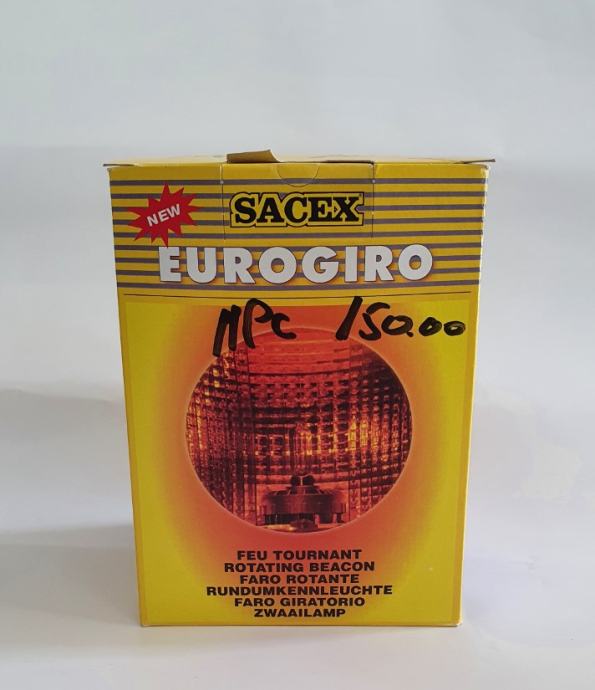 NEW
SACEX
EUROGIRO
MPC 150.00
FEU TOURNANT
ROTATING BEACON
FARO ROTANTE
RUNDUMKENNLEUCHTE
FARO GIRATORIO
ZWAAILAMP